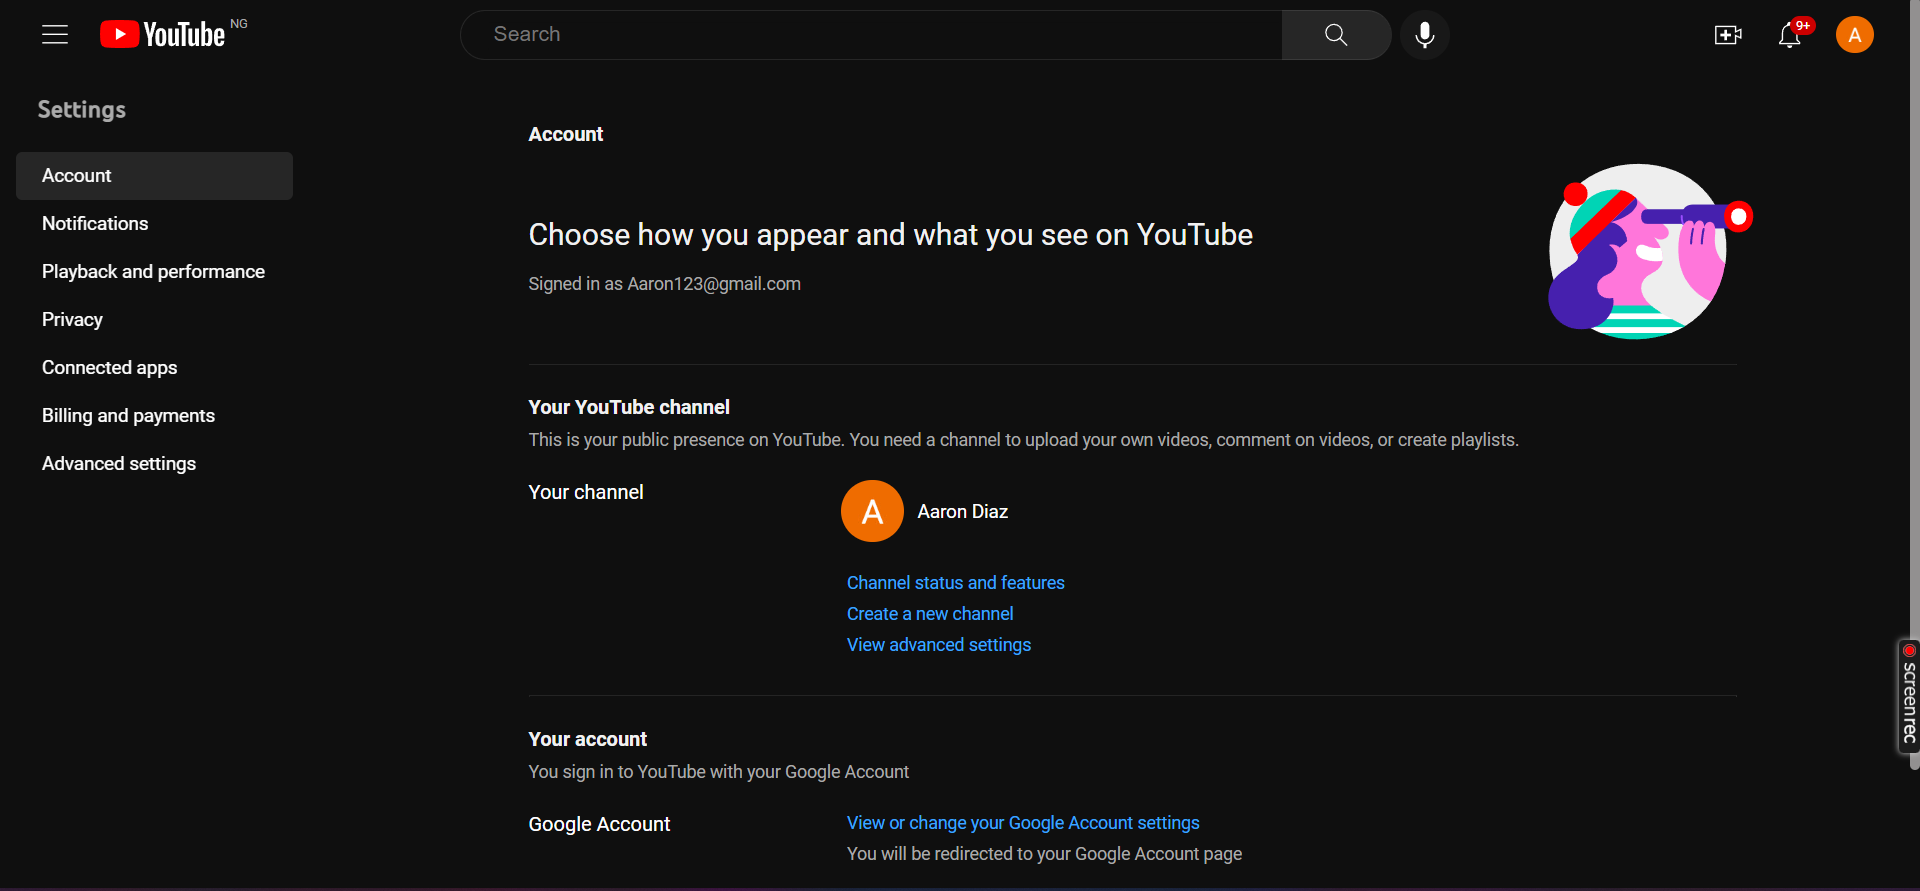 YouTube NG
Search
9+
A
Settings
Account
Notifications
Playback and performance
Privacy
Connected apps
Billing and payments
Advanced settings
Account
Choose how you appear and what you see on YouTube
Signed in as Aaron123@gmail.com
Your YouTube channel
This is your public presence on YouTube. You need a channel to upload your own videos, comment on videos, or create playlists.
Your channel
A
Aaron Diaz
Channel status and features
Create a new channel
View advanced settings
Your account
You sign in to YouTube with your Google Account
Google Account
View or change your Google Account settings
You will be redirected to your Google Account page
screenrec